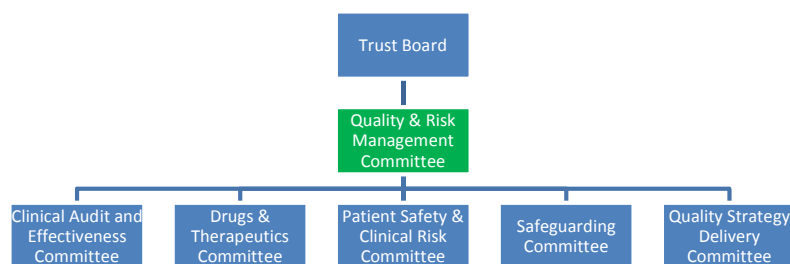 Trust Board
Quality & Risk
Management
Committee
Clinical Audit and
Effectiveness
Committee
Drugs &
Therapeutics
Committee
Patient Safety &
Clinical Risk
Committee
Safeguarding
Committee
Quality Strategy
Delivery
Committee